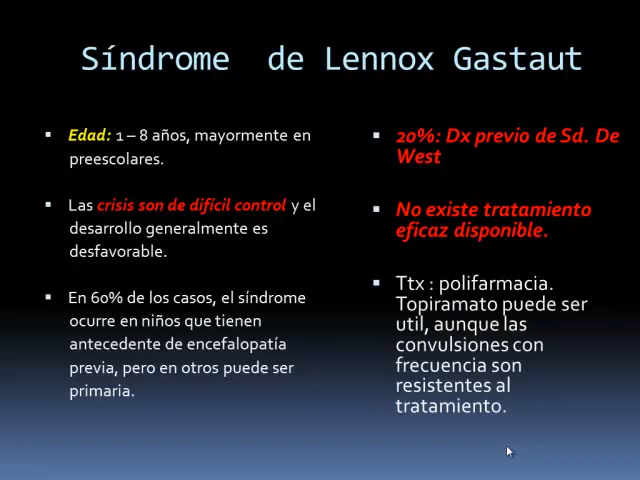 Síndrome de Lennox Gastaut
Edad: 1 – 8 años, mayormente en
preescolares.
Las crisis son de difícil control y el
desarrollo generalmente es
desfavorable.
En 60% de los casos, el síndrome
ocurre en niños que tienen
antecedente de encefalopatía
previa, pero en otros puede ser
primaria.
20%: Dx previo de Sd. De
West
No existe tratamiento
eficaz disponible.
Ttx : polifarmacia.
Topiramato puede ser
util, aunque las
convulsiones con
frecuencia son
resistentes al
tratamiento.